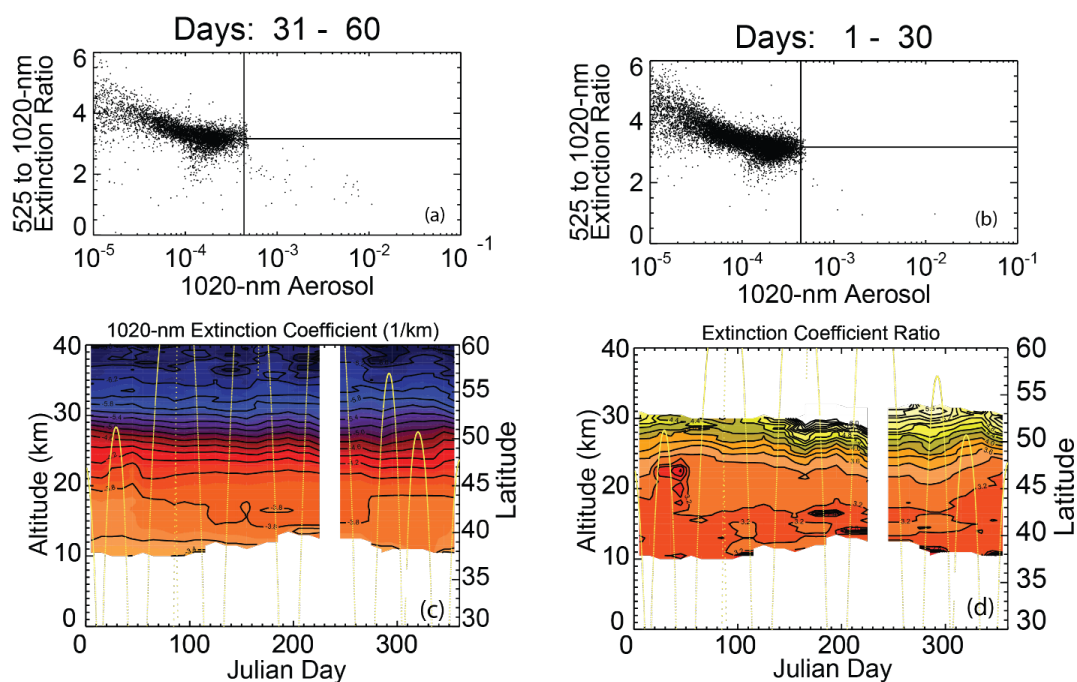 Days: 31 - 60
Days: 1 - 30
525 to 1020-nm
Extinction Ratio
6
4
2
0
(a)
10-5 10-4 10-3 10-2 10 -1
1020-nm Aerosol
525 to 1020-nm
Extinction Ratio
6
4
2
0
(b)
10-5 10-4 10-3 10-2 10-1
1020-nm Aerosol
1020-nm Extinction Coefficient (1/km)
Altitude (km)
40
30
20
10
0
60
55
50
45
40
35
30
Latitude
(c)
0 100 200 300
Julian Day
Extinction Coefficient Ratio
Altitude (km)
40
30
20
10
0
60
55
50
45
40
35
30
Latitude
(d)
0 100 200 300
Julian Day